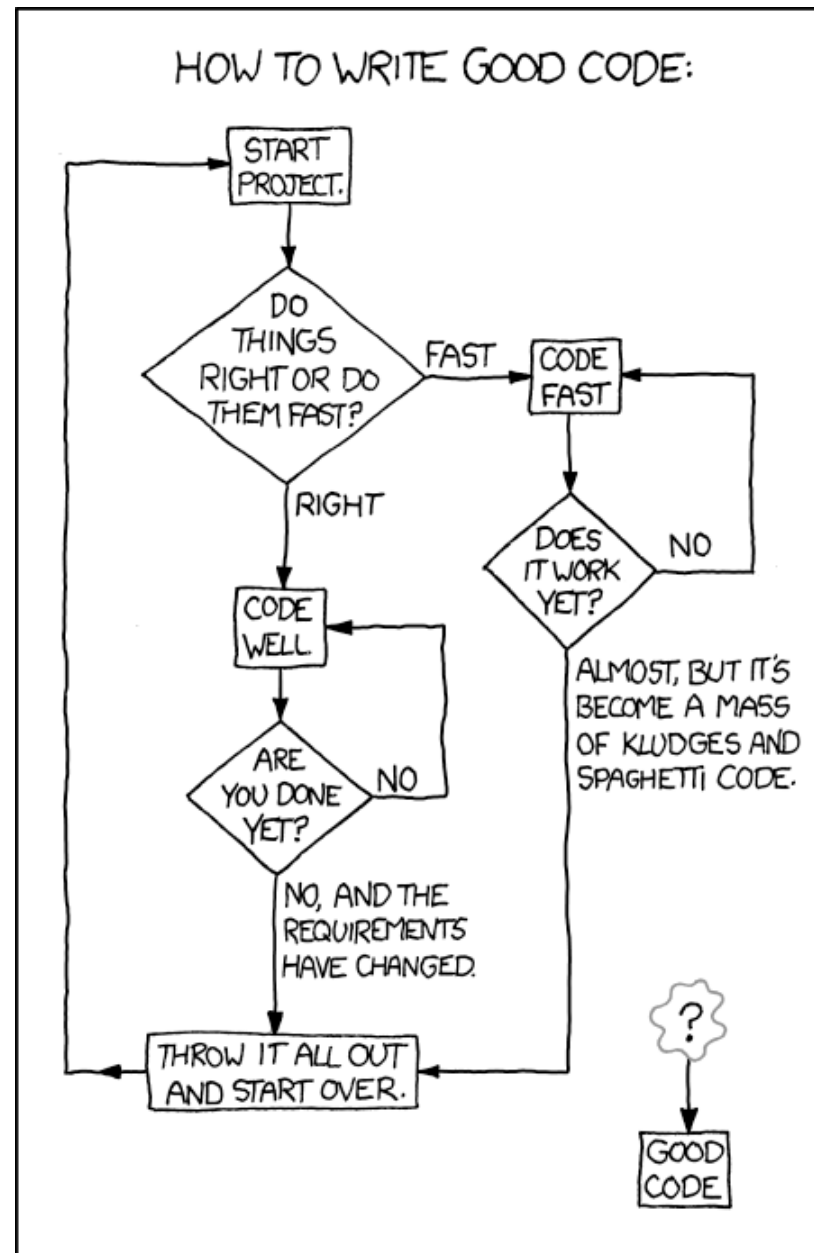 HOW TO WRITE GOOD CODE:
START
PROJECT.
DO
THINGS
RIGHT OR DO
THEM FAST?
FAST
CODE
FAST
RIGHT
DOES
IT WORK
YET?
NO
CODE
WELL.
ALMOST, BUT IT'S
BECOME A MASS
OF KLUDGES AND
SPAGHETTI CODE.
ARE
YOU DONE
YET?
NO
NO, AND THE
REQUIREMENTS
HAVE CHANGED.
THROW IT ALL OUT
AND START OVER.
?
GOOD
CODE